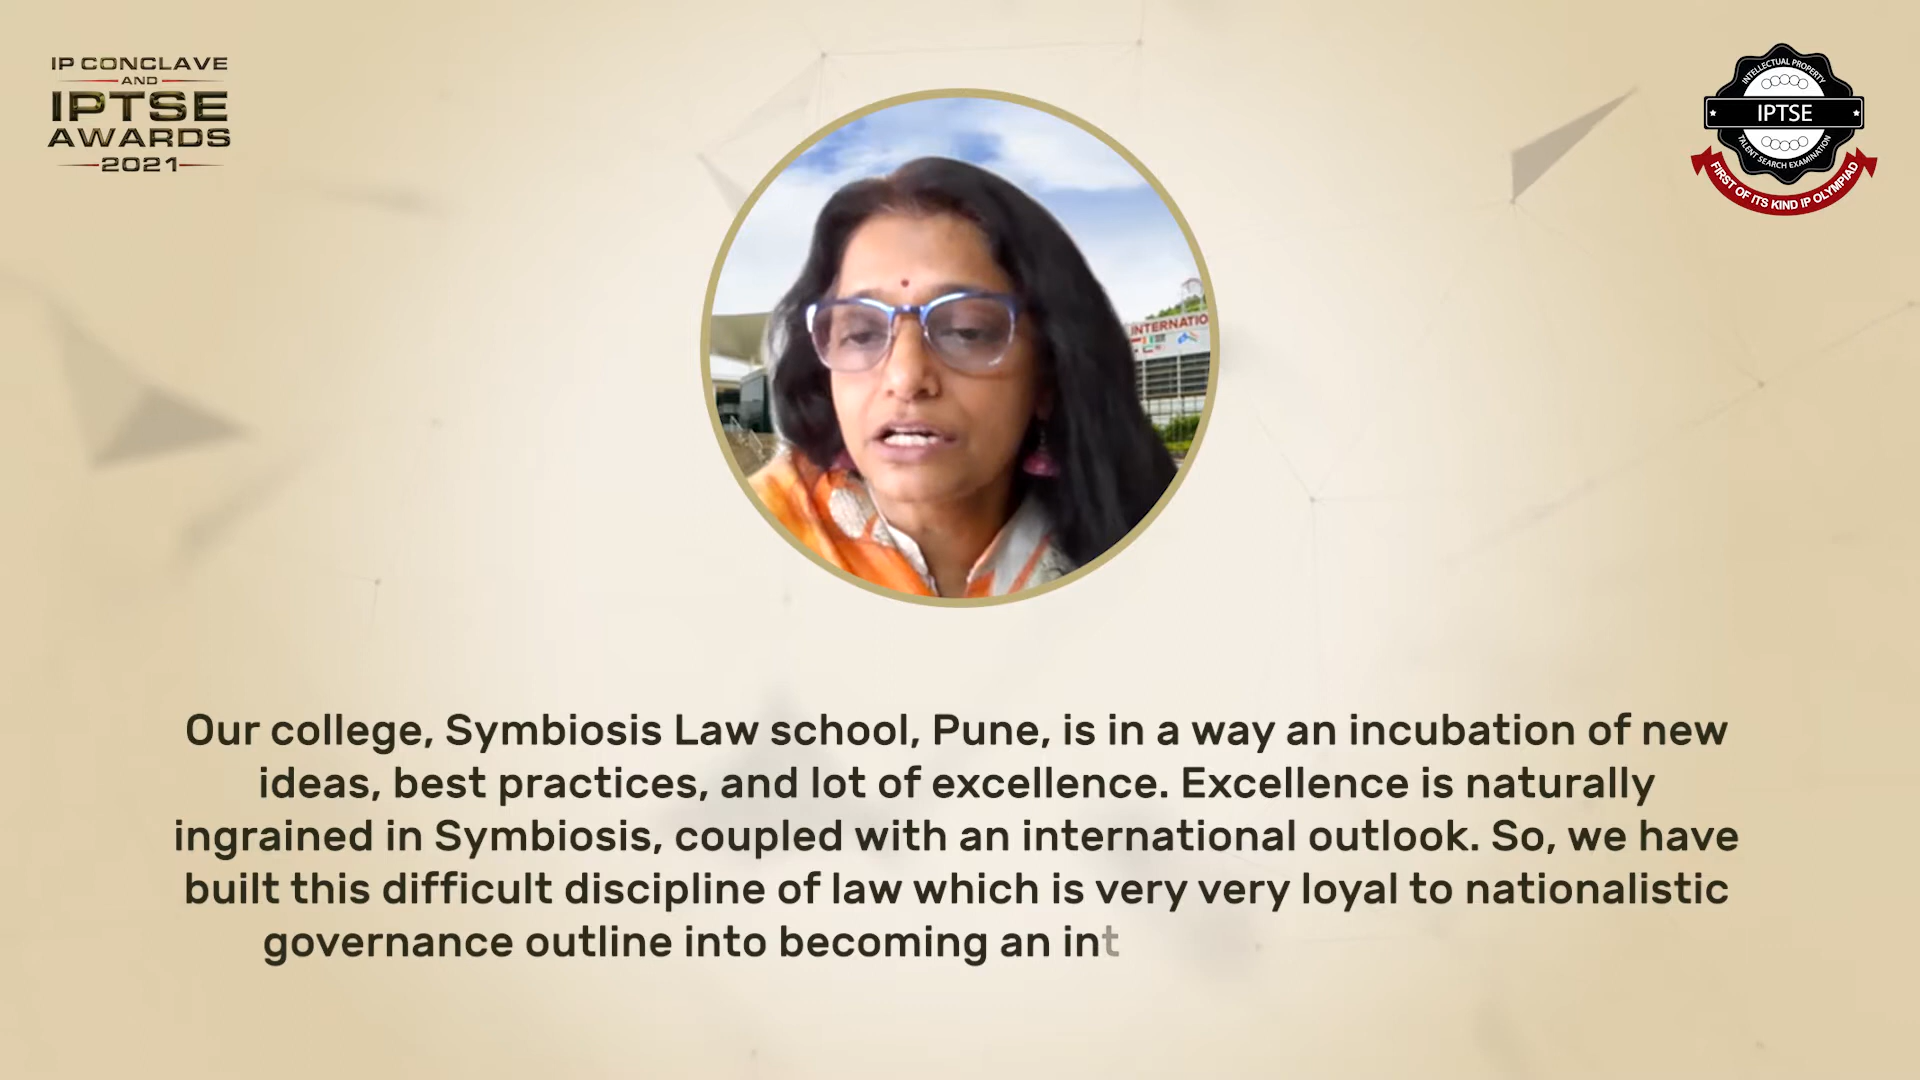 IP CONCLAVE
AND
IPTSE
AWARDS
2021
INTELLECTUAL PROPERTY
IPTSE
TALENT SEARCH EXAMINATION
FIRST OF ITS KIND IP OLYMPIAD
INTERNATIO
Our college, Symbiosis Law school, Pune, is in a way an incubation of new
ideas, best practices, and lot of excellence. Excellence is naturally
ingrained in Symbiosis, coupled with an international outlook. So, we have
built this difficult discipline of law which is very very loyal to nationalistic
governance outline into becoming an int